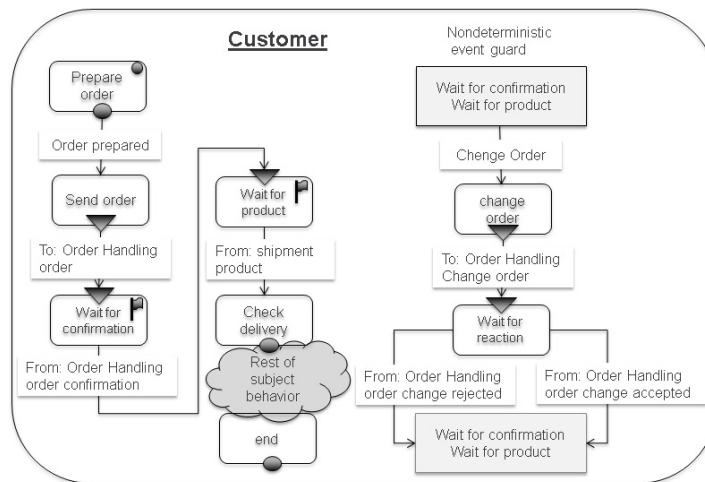 Customer
Prepare
order
Order prepared
Send order
To: Order Handling
order
Wait for
confirmation
From: Order Handling
order confirmation
Wait for
product
From: shipment
product
Check
delivery
Rest of
subject
behavior
end
Nondeterministic
event guard
Wait for confirmation
Wait for product
Chenge Order
change
order
To: Order Handling
Change order
Wait for
reaction
From: Order Handling
order change rejected
From: Order Handling
order change accepted
Wait for confirmation
Wait for product